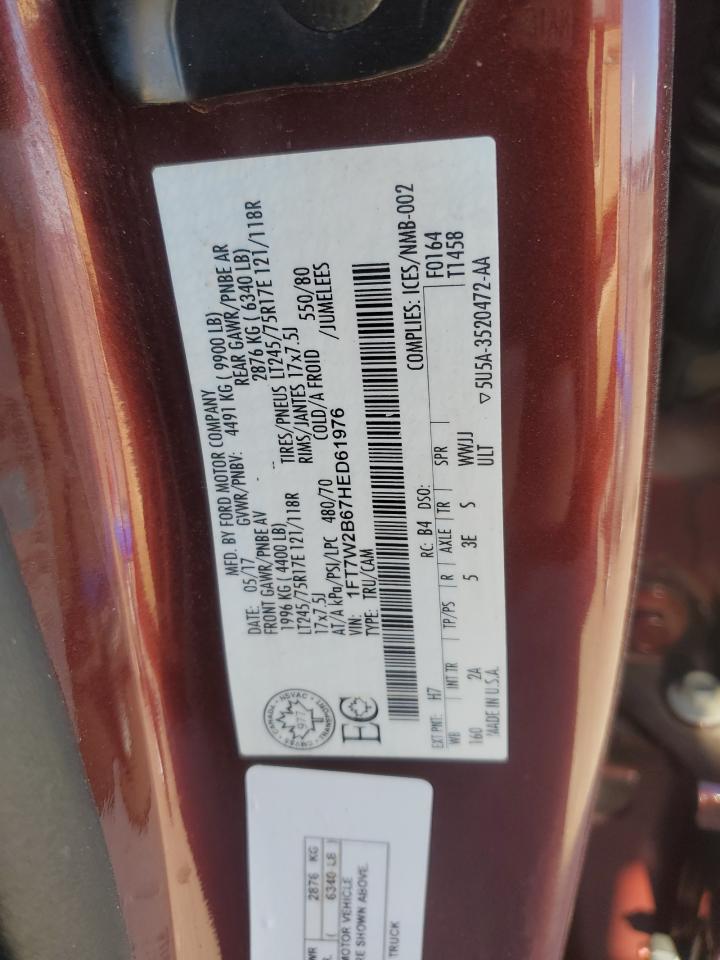 MFD. BY FORD MOTOR COMPANY
DATE: 05/17 GVWR/PNBV: 4491 KG ( 9900 LB)
FRONT GAWR/PNBE AV REAR GAWR/PNBE AR
1996 KG ( 4400 LB) 2876 KG ( 6340 LB)
LT245/75R17E 121/118R TIRES/PNEUS LT245/75R17E 121/118R
17x7.5J RIMS/JANTES 17x7.5J
AT/A kPa/PSI/LPC 480/70 COLD/A FROID 550/80
VIN: 1FT7W2B67HED61976 /JUMELEES
TYPE: TRU/CAM
CANADA NSVAC
977
TRANSPORT
EC
COMPLIES: ICES/NMB-002
EXT PNT: H7 RC: B4 DSO: F0164
WB INT TR TP/PS R AXLE TR SPR T1458
160 2A 5 3E S WWJJ
MADE IN U.S.A. ULT ▽5U5A-3520472-AA
2876 KG
( 6340 LB
MOTOR VEHICLE
SHOWN ABOVE.
TRUCK